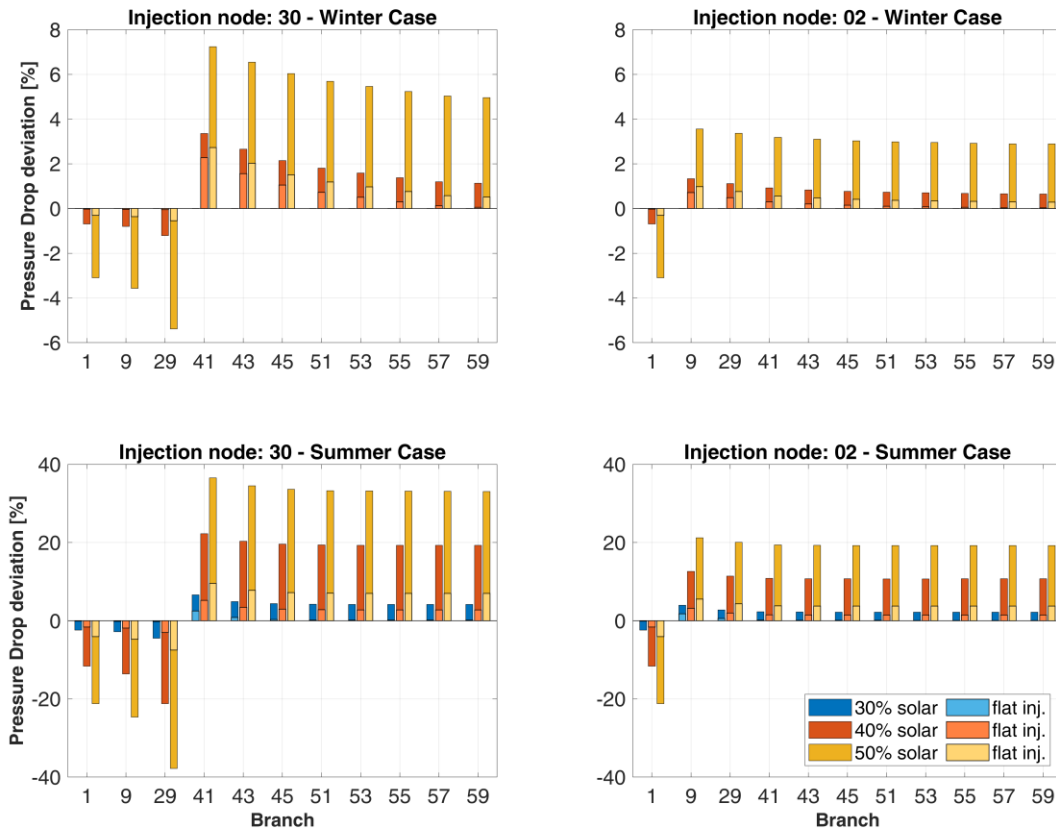 Injection node: 30 - Winter Case
Pressure Drop deviation [%]
8
6
4
2
0
-2
-4
-6
1 9 29 41 43 45 51 53 55 57 59
Injection node: 02 - Winter Case
8
6
4
2
0
-2
-4
-6
1 9 29 41 43 45 51 53 55 57 59
Injection node: 30 - Summer Case
Pressure Drop deviation [%]
40
20
0
-20
-40
1 9 29 41 43 45 51 53 55 57 59
Branch
Injection node: 02 - Summer Case
40
20
0
-20
-40
30% solar flat inj.
40% solar flat inj.
50% solar flat inj.
1 9 29 41 43 45 51 53 55 57 59
Branch